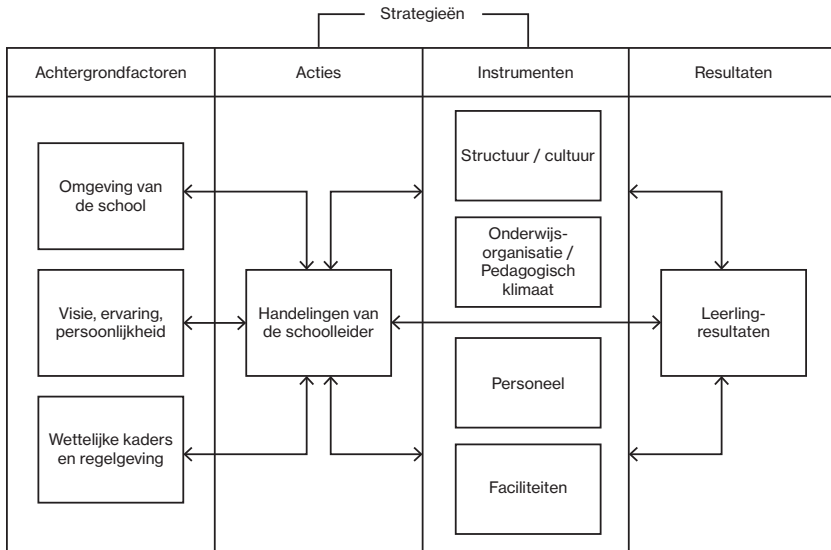 Strategieën
Achtergrondfactoren
Acties
Instrumenten
Resultaten
Omgeving van
de school
Visie, ervaring,
persoonlijkheid
Wettelijke kaders
en regelgeving
Handelingen van
de schoolleider
Structuur / cultuur
Onderwijs-
organisatie /
Pedagogisch
klimaat
Personeel
Faciliteiten
Leerling-
resultaten